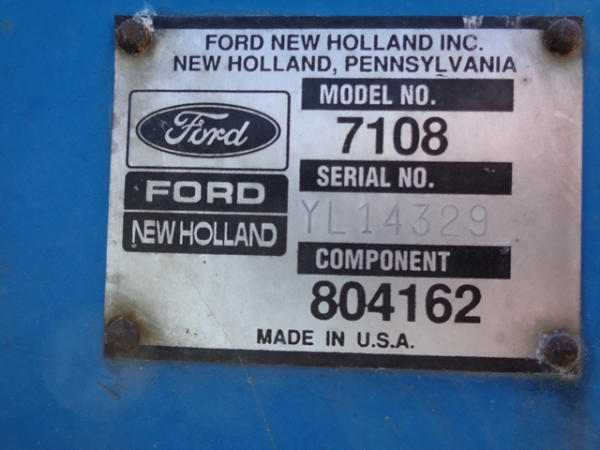 FORD NEW HOLLAND INC.
NEW HOLLAND, PENNSYLVANIA
Ford
FORD
NEW HOLLAND
MODEL NO.
7108
SERIAL NO.
YL14329
COMPONENT
804162
MADE IN U.S.A.